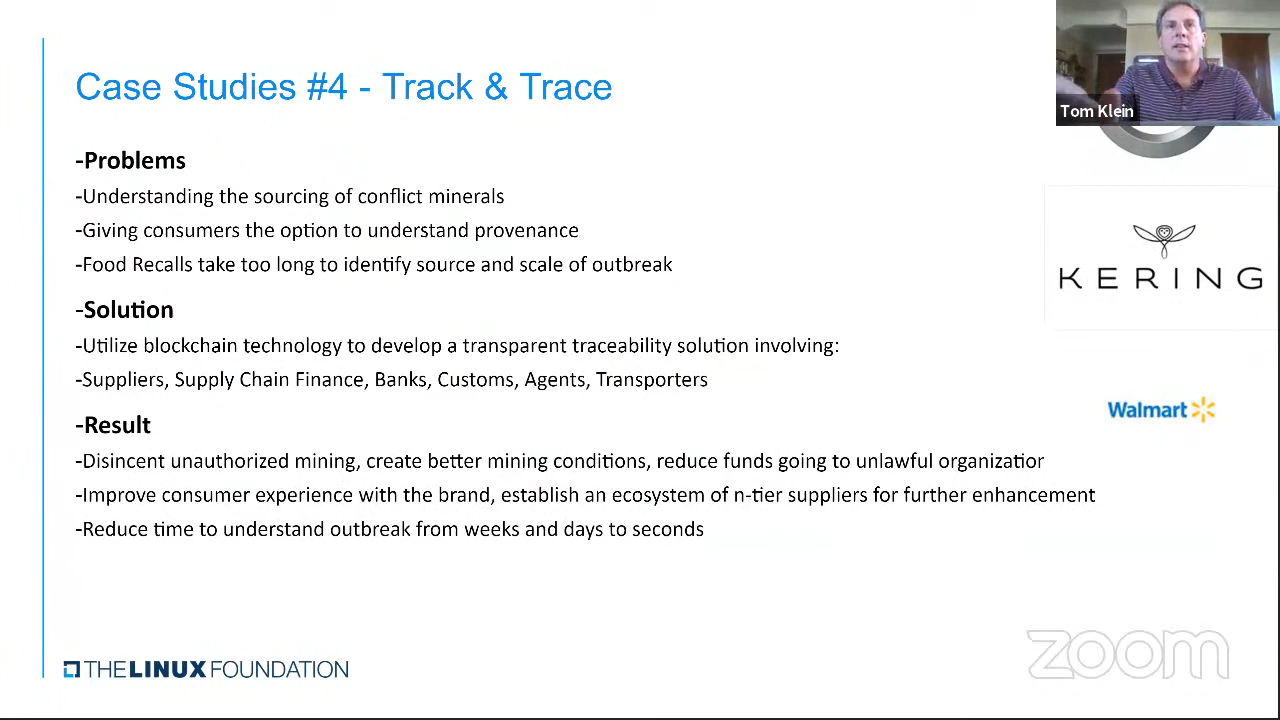 Case Studies #4 - Track & Trace
Tom Klein
-Problems
-Understanding the sourcing of conflict minerals
-Giving consumers the option to understand provenance
-Food Recalls take too long to identify source and scale of outbreak
KERING
-Solution
-Utilize blockchain technology to develop a transparent traceability solution involving:
-Suppliers, Supply Chain Finance, Banks, Customs, Agents, Transporters
Walmart
-Result
-Disincent unauthorized mining, create better mining conditions, reduce funds going to unlawful organizatior
-Improve consumer experience with the brand, establish an ecosystem of n-tier suppliers for further enhancement
-Reduce time to understand outbreak from weeks and days to seconds
THE LINUX FOUNDATION
zoom